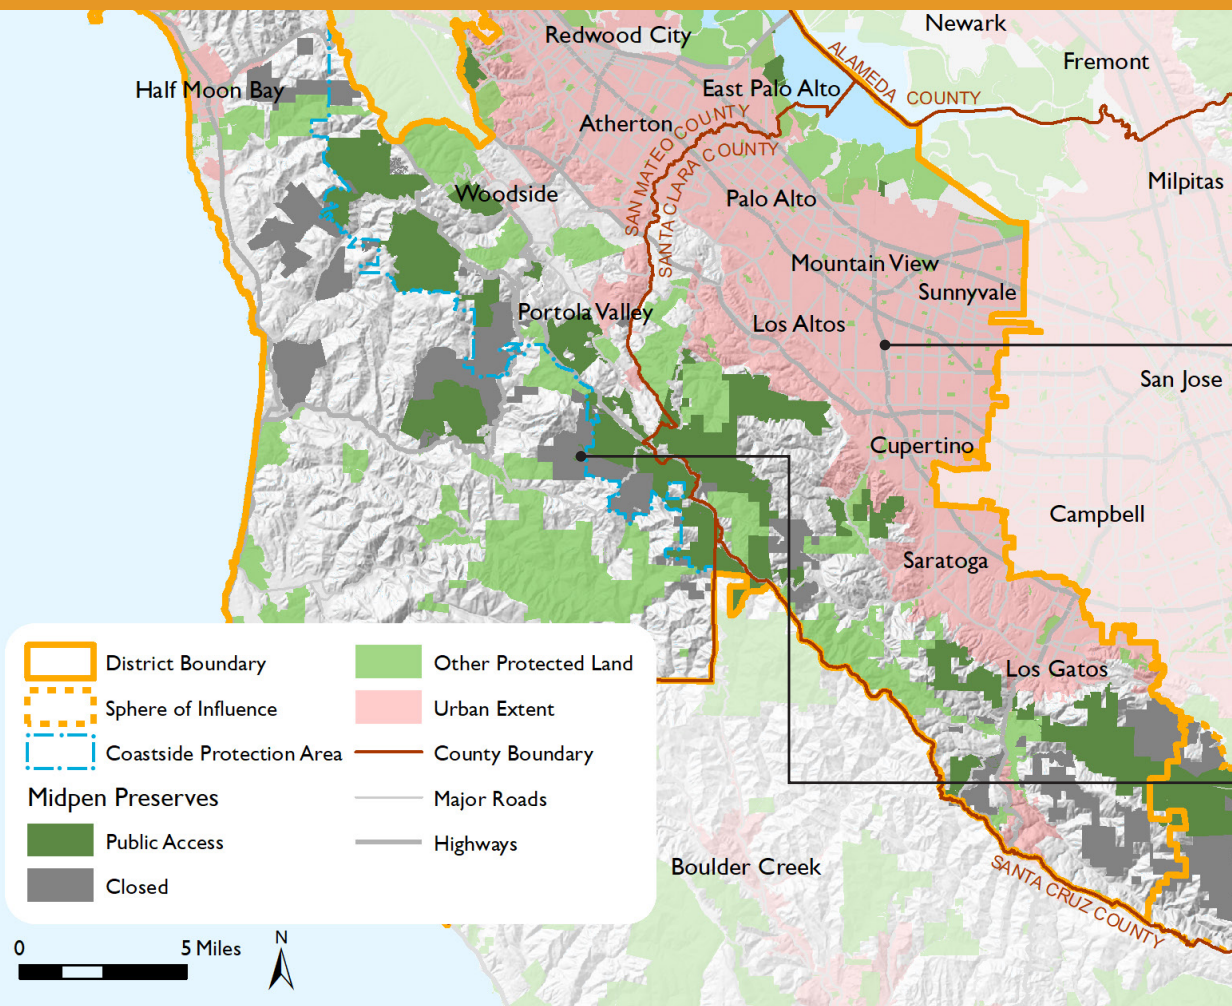 Newark
Redwood City
Fremont
Half Moon Bay
East Palo Alto
ALAMEDA COUNTY
Atherton
SAN MATEO COUNTY
SANTA CLARA COUNTY
Milpitas
Woodside
Palo Alto
Mountain View
Sunnyvale
Portola Valley
Los Altos
San Jose
Cupertino
Campbell
Saratoga
Los Gatos
Boulder Creek
SANTA CRUZ COUNTY
District Boundary
Sphere of Influence
Coastside Protection Area
Midpen Preserves
Public Access
Closed
Other Protected Land
Urban Extent
County Boundary
Major Roads
Highways
0 5 Miles
N